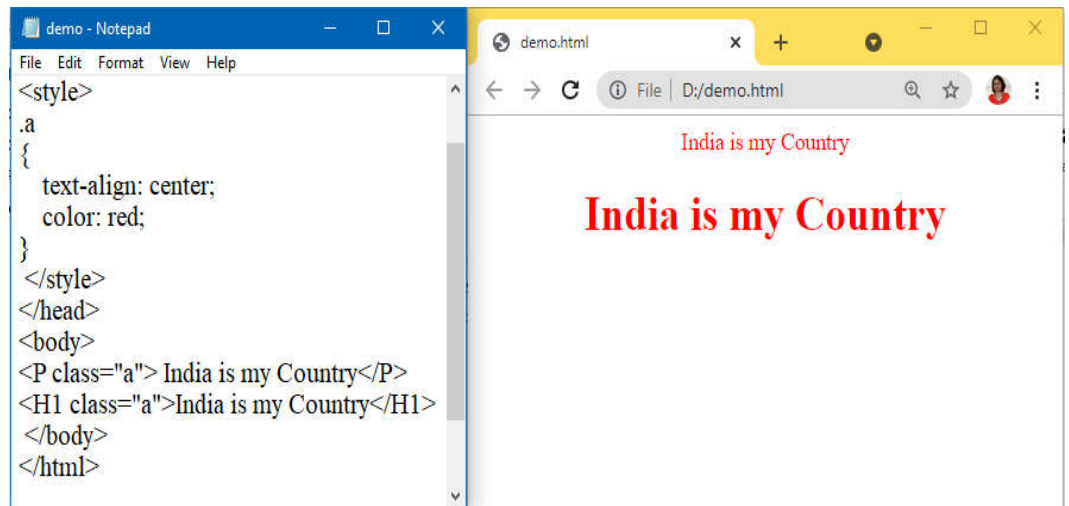 demo - Notepad
File Edit Format View Help
<style>
.a
{
text-align: center;
color: red;
}
</style>
</head>
<body>
<P class="a"> India is my Country</P>
<H1 class="a">India is my Country</H1>
</body>
</html>
demo.html
File | D:/demo.html
India is my Country
India is my Country